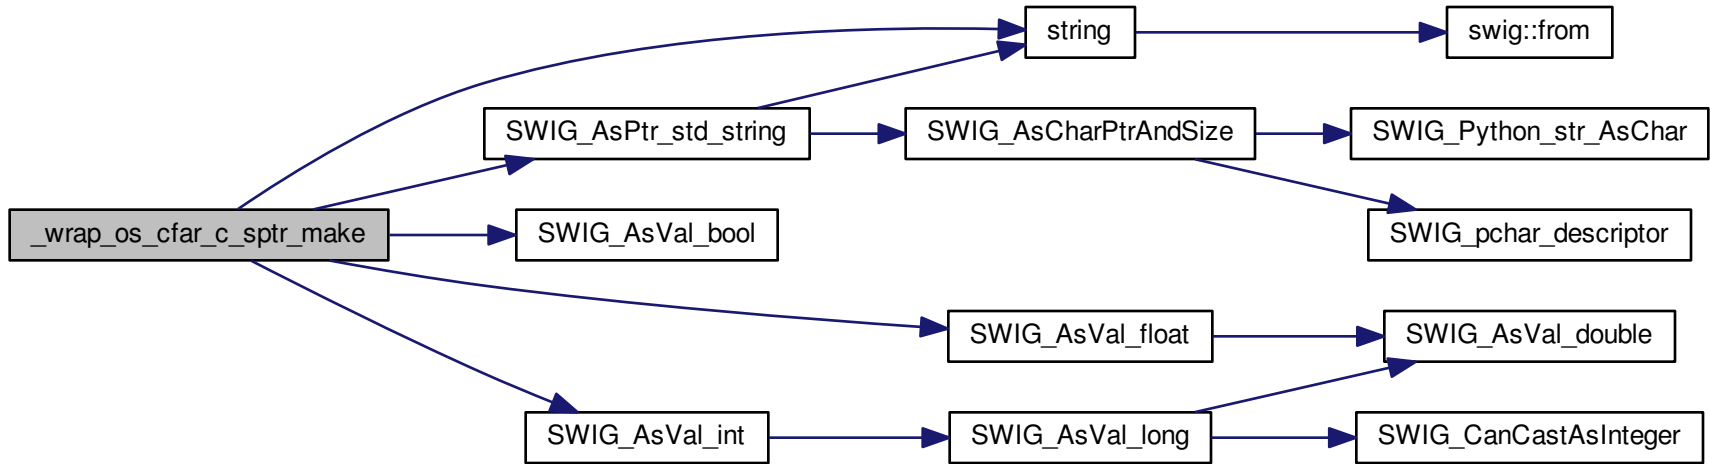 string
swig::from
SWIG_AsPtr_std_string
SWIG_AsCharPtrAndSize
SWIG_Python_str_AsChar
_wrap_os_cfar_c_sptr_make
SWIG_AsVal_bool
SWIG_pchar_descriptor
SWIG_AsVal_float
SWIG_AsVal_double
SWIG_AsVal_int
SWIG_AsVal_long
SWIG_CanCastAsInteger